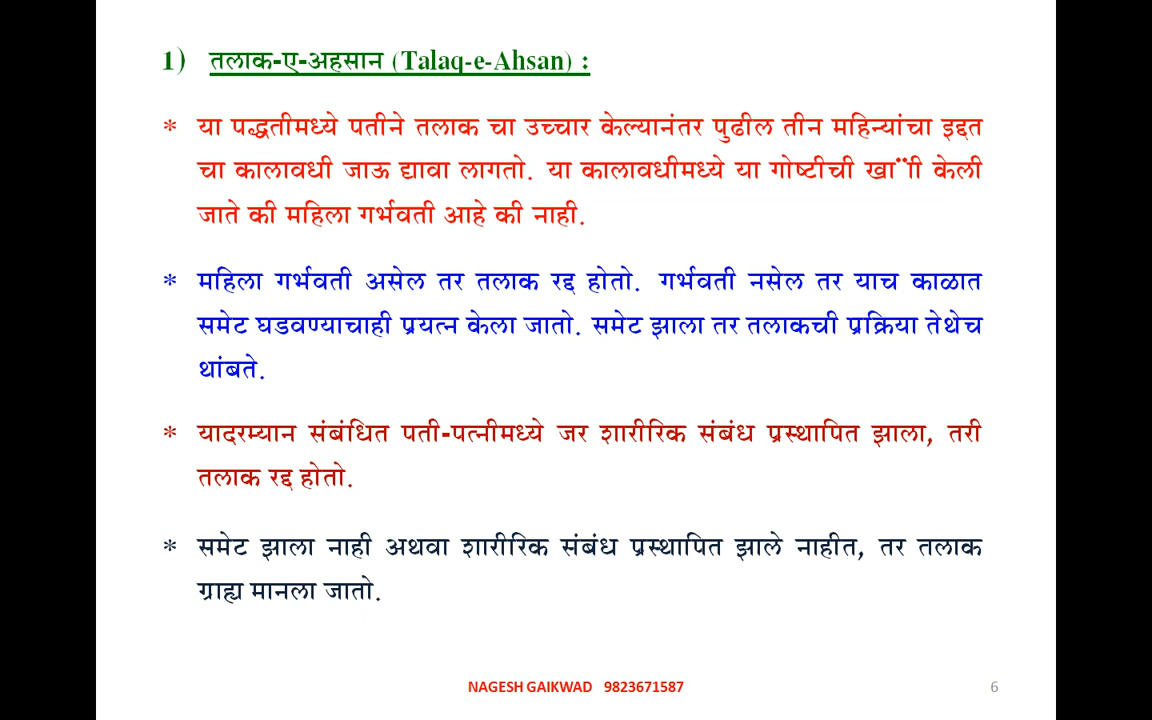 1) तलाक-ए-अहसान (Talaq-e-Ahsan) :
* या पद्धतीमध्ये पतीने तलाक चा उच्चार केल्यानंतर पुढील तीन महिन्यांचा इद्दत
चा कालावधी जाऊ द्यावा लागतो. या कालावधीमध्ये या गोष्टीची केली
जाते की महिला गर्भवती आहे की नाही.
* महिला गर्भवती असेल तर तलाक रद्द होतो. गर्भवती नसेल तर याच काळात
समेट घडवण्याचाही प्रयत्न केला जातो. समेट झाला तर तलाकची प्रक्रिया तेथेच
थांबते.
* यादरम्यान संबंधित पती-पत्नीमध्ये जर शारीरिक संबंध प्रस्थापित झाला, तरी
तलाक रद्द होतो.
* समेट झाला नाही अथवा शारीरिक संबंध प्रस्थापित झाले नाहीत, तर तलाक
ग्राह्य मानला जातो.
NAGESH GAIKWAD 9823671587
6